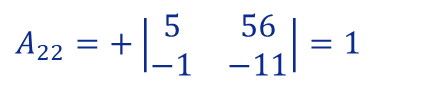 A₂₂ = + |5 56| = 1
|−1 −11|